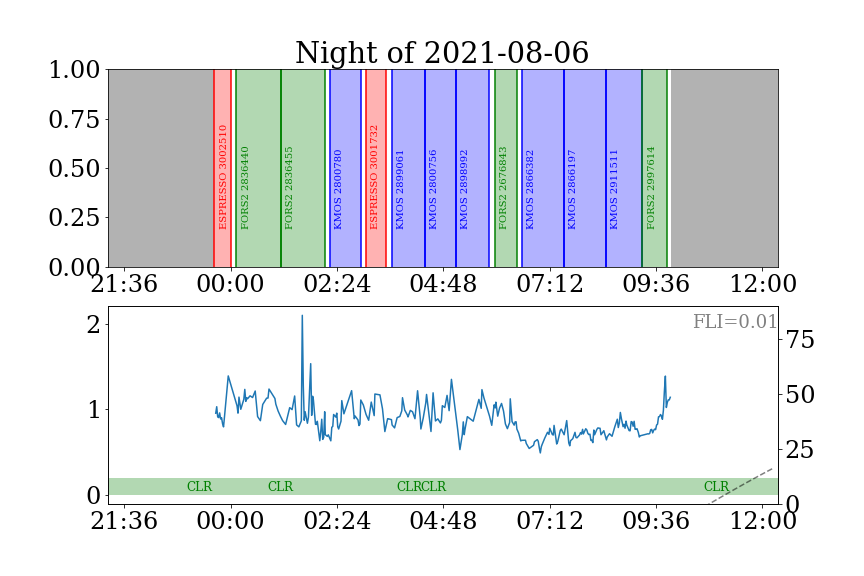 Night of 2021-08-06
1.00
0.75
0.50
0.25
0.00
ESPRESSO 3002510
FORS2 2836440
FORS2 2836455
KMOS 2800780
ESPRESSO 3001732
KMOS 2899061
KMOS 2800756
KMOS 2898992
FORS2 2676843
KMOS 2866382
KMOS 2866197
KMOS 2911511
FORS2 2997614
21:36 00:00 02:24 04:48 07:12 09:36 12:00
2
1
0
FLI=0.01
75
50
25
0
CLR CLR CLR CLR CLR
21:36 00:00 02:24 04:48 07:12 09:36 12:00